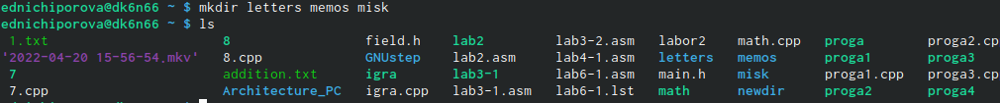 ednichiporova@dk6n66 ~ $ mkdir letters memos misk
ednichiporova@dk6n66 ~ $ ls
1.txt 8 field.h lab2 lab3-2.asm labor2 math.cpp proga proga2.cp
'2022-04-20 15-56-54.mkv' 8.cpp GNUstep lab2.asm lab4-1.asm letters memos proga1 proga3
7 addition.txt igra lab3-1 lab6-1.asm main.h misk proga1.cpp proga3.cp
7.cpp Architecture_PC igra.cpp lab3-1.asm lab6-1.lst math newdir proga2 proga4